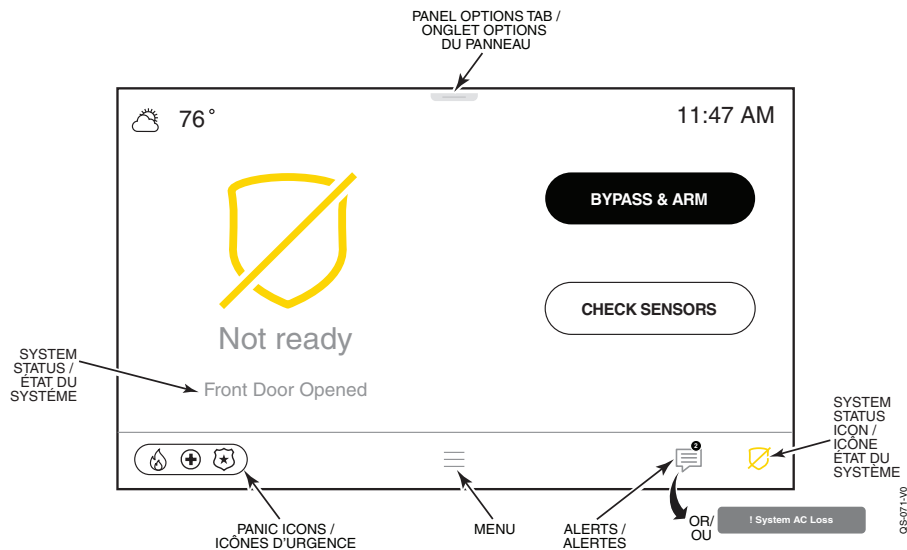 PANEL OPTIONS TAB /
ONGLET OPTIONS
DU PANNEAU
76°
11:47 AM
BYPASS & ARM
CHECK SENSORS
Not ready
Front Door Opened
SYSTEM
STATUS /
ÉTAT DU
SYSTÉME
SYSTEM
STATUS
ICON /
ICÔNE
ÉTAT DU
SYSTÈME
2
PANIC ICONS /
ICÔNES D'URGENCE
MENU
ALERTS /
ALERTES
OR/
OU
! System AC Loss
QS-071-V0